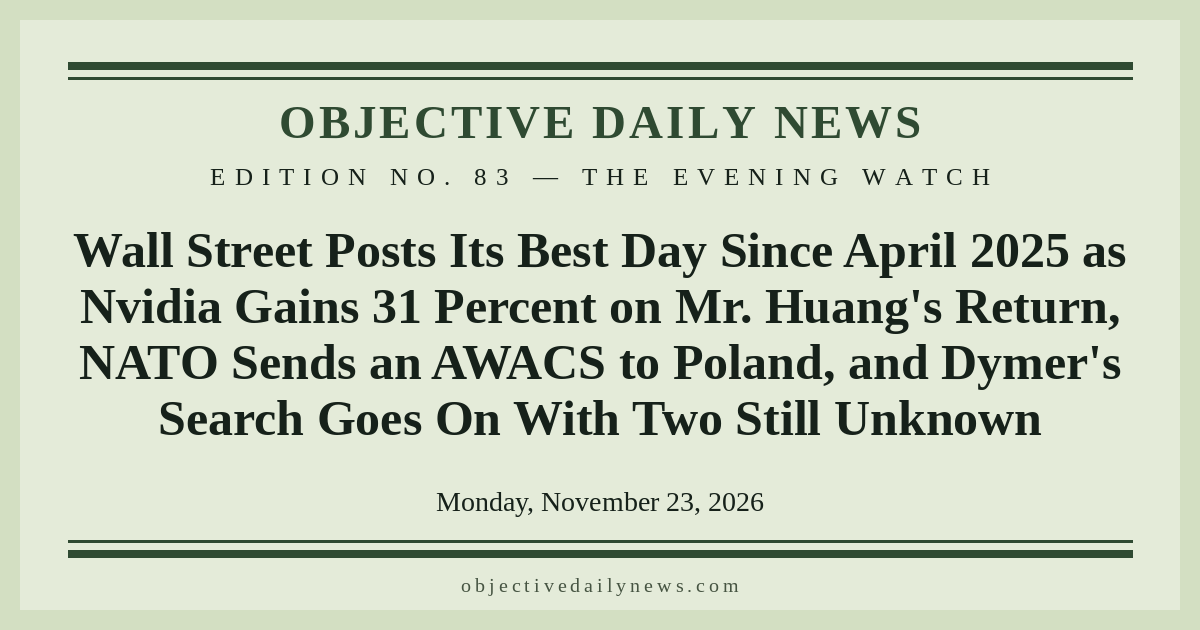 OBJECTIVE DAILY NEWS
EDITION NO. 83 — THE EVENING WATCH
Wall Street Posts Its Best Day Since April 2025 as
Nvidia Gains 31 Percent on Mr. Huang's Return,
NATO Sends an AWACS to Poland, and Dymer's
Search Goes On With Two Still Unknown
Monday, November 23, 2026
objectivedailynews.com